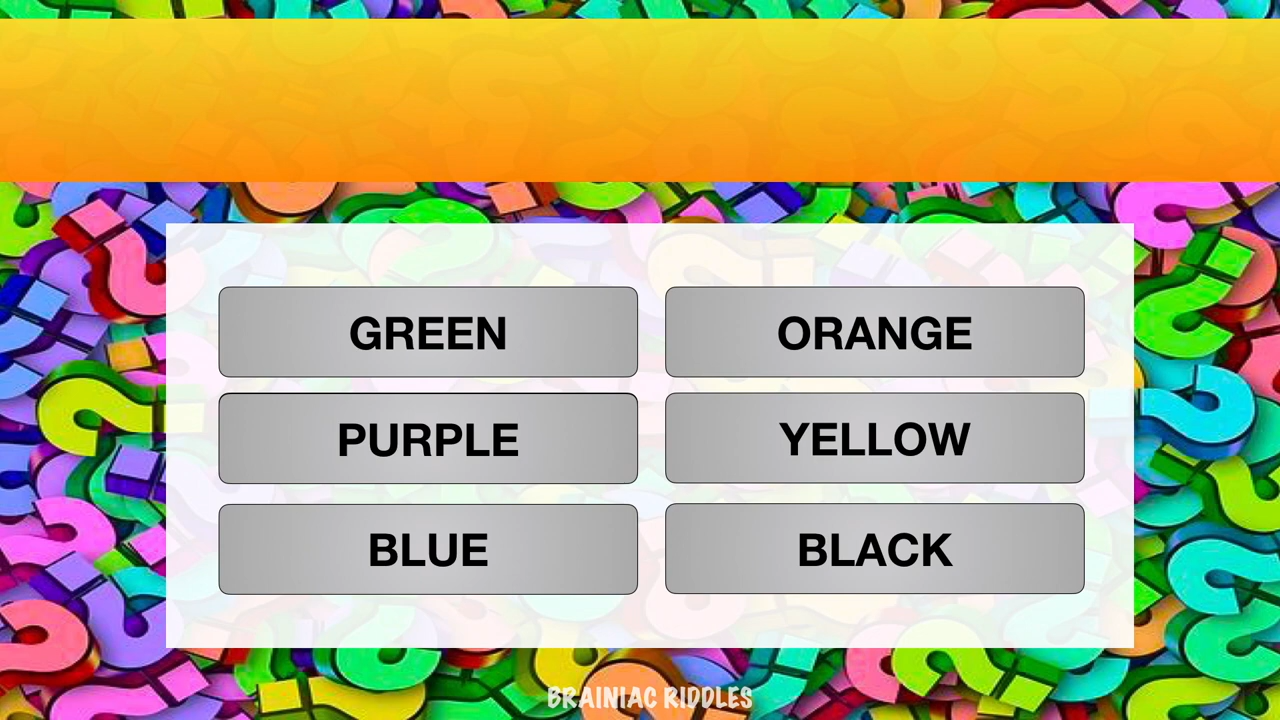 GREEN
ORANGE
PURPLE
YELLOW
BLUE
BLACK
BRAINIAC RIDDLES